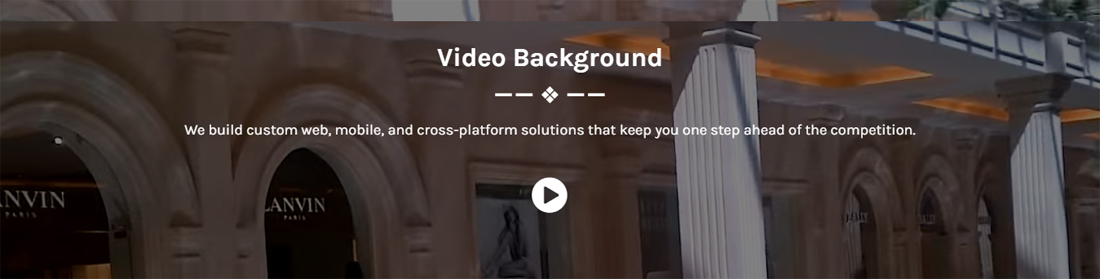 Video Background
We build custom web, mobile, and cross-platform solutions that keep you one step ahead of the competition.
ANVIN
PARIS
LANVIN
PARIS